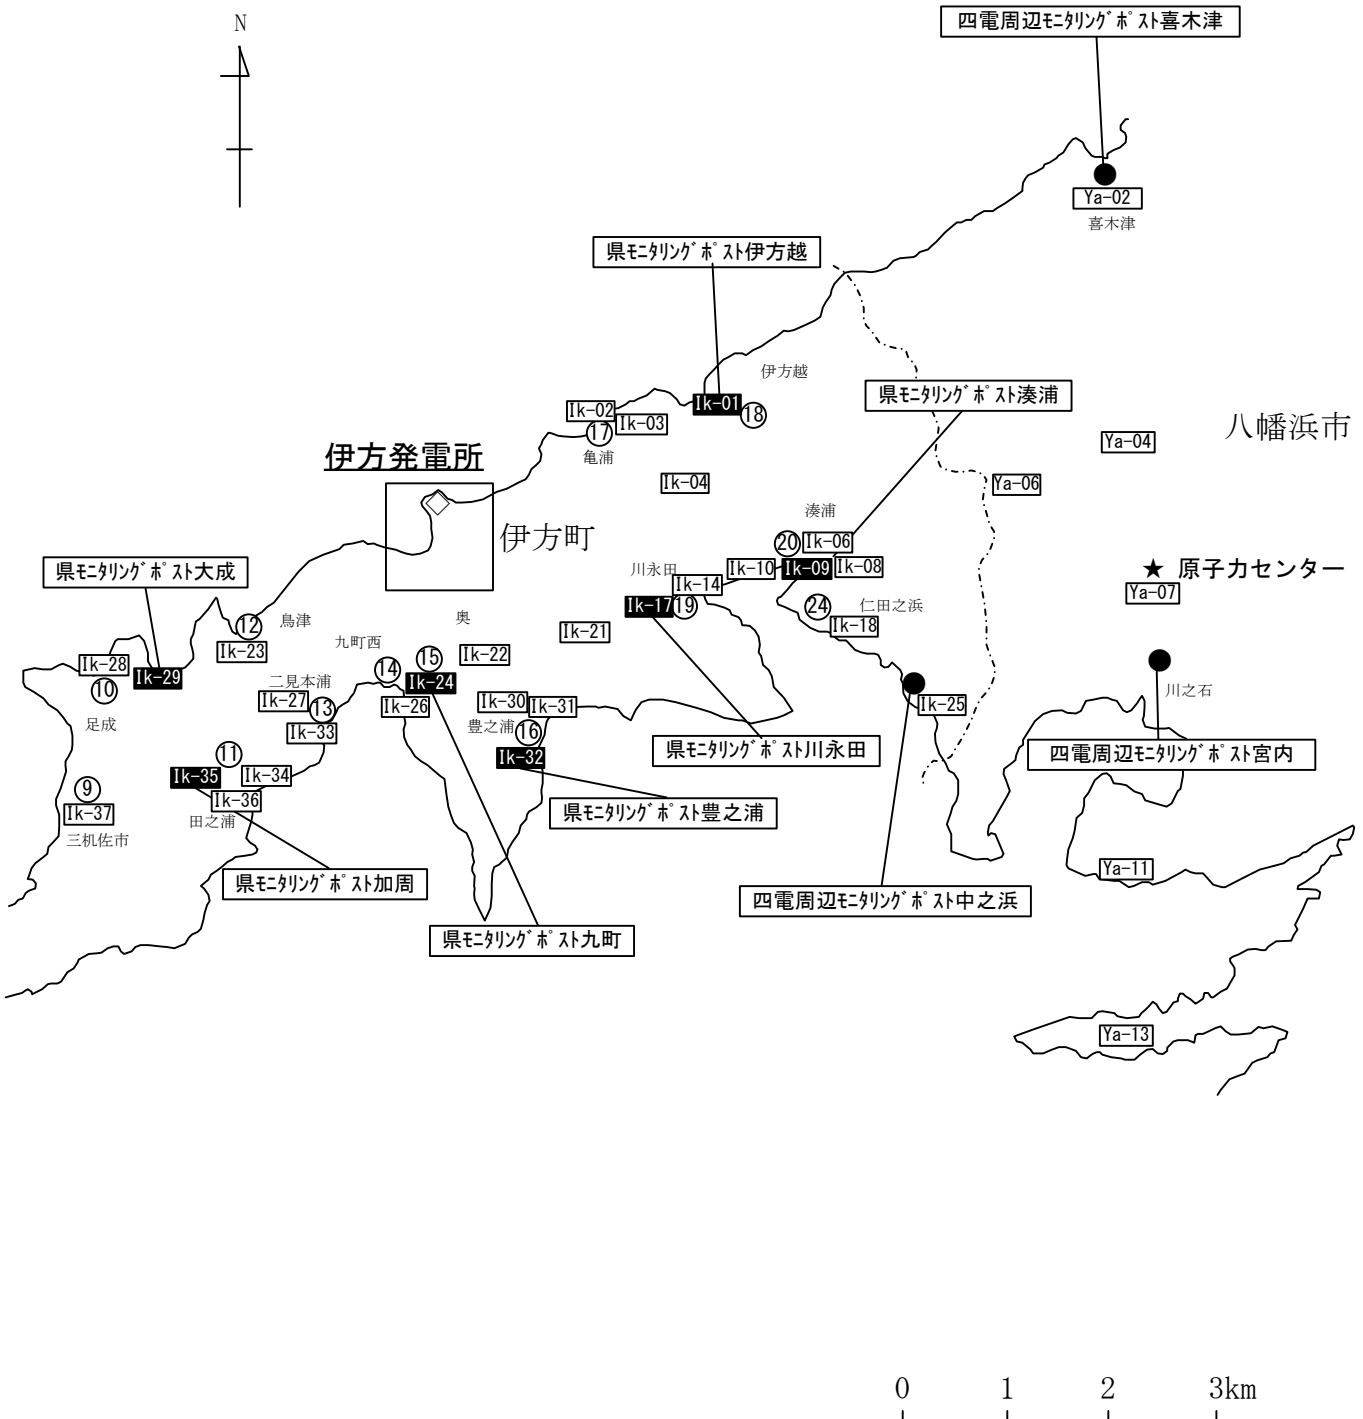 四電周辺ﾓﾆﾀﾘﾝｸﾞﾎﾟｽﾄ喜木津
N
Ya-02
喜木津
県ﾓﾆﾀﾘﾝｸﾞﾎﾟｽﾄ伊方越
伊方越
県ﾓﾆﾀﾘﾝｸﾞﾎﾟｽﾄ湊浦
Ik-01
⑱
Ik-02
Ik-03
⑰
亀浦
八幡浜市
Ya-04
伊方発電所
Ik-04
Ya-06
湊浦
伊方町
⑳
Ik-06
県ﾓﾆﾀﾘﾝｸﾞﾎﾟｽﾄ大成
川永田
Ik-10
Ik-09
Ik-08
★ 原子力センター
Ik-14
Ya-07
Ik-17
⑲
㉔
仁田之浜
Ik-18
⑫
鳥津
奥
Ik-21
九町西
Ik-23
Ik-22
Ik-28
⑮
⑭
Ik-29
Ik-24
⑩
足成
二見本浦
Ik-27
⑬
Ik-26
Ik-30
Ik-31
Ik-25
川之石
豊之浦
⑯
Ik-33
県ﾓﾆﾀﾘﾝｸﾞﾎﾟｽﾄ川永田
四電周辺ﾓﾆﾀﾘﾝｸﾞﾎﾟｽﾄ宮内
⑪
Ik-32
Ik-35
Ik-34
⑨
Ik-36
Ik-37
田之浦
三机佐市
県ﾓﾆﾀﾘﾝｸﾞﾎﾟｽﾄ豊之浦
県ﾓﾆﾀﾘﾝｸﾞﾎﾟｽﾄ加周
Ya-11
四電周辺ﾓﾆﾀﾘﾝｸﾞﾎﾟｽﾄ中之浜
県ﾓﾆﾀﾘﾝｸﾞﾎﾟｽﾄ九町
Ya-13
0 1 2 3km